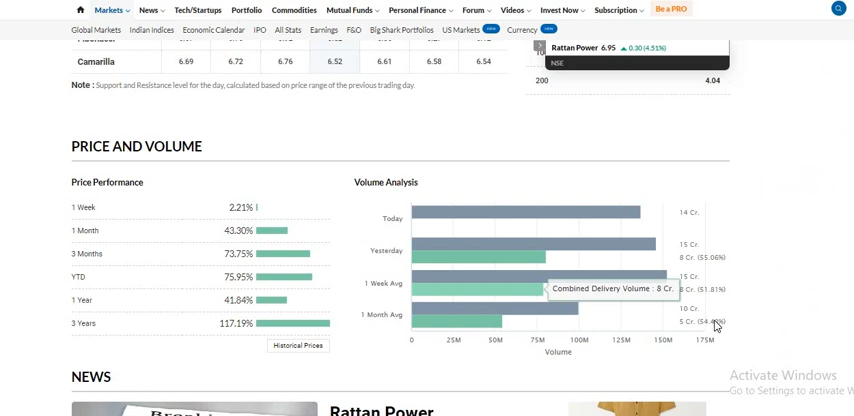 Markets News Tech/Startups Portfolio Commodities Mutual Funds Personal Finance Forum Videos Invest Now Subscription Be a PRO
Global Markets Indian Indices Economic Calendar IPO All Stats Earnings F&O Big Shark Portfolios US Markets Currency
Camarilla 6.69 6.72 6.76 6.52 6.61 6.58 6.54
Rattan Power 6.95 ▲ 0.30 (4.51%)
NSE
Note : Support and Resistance level for the day, calculated based on price range of the previous trading day.
200 4.04
PRICE AND VOLUME
Price Performance
1 Week 2.21%
1 Month 43.30%
3 Months 73.75%
YTD 75.95%
1 Year 41.84%
3 Years 117.19%
Historical Prices
Volume Analysis
Today 14 Cr.
Yesterday 15 Cr.
8 Cr. (55.06%)
1 Week Avg 15 Cr.
Combined Delivery Volume : 8 Cr. 8 Cr. (51.81%)
1 Month Avg 10 Cr.
5 Cr.
0 25M 50M 75M 100M 125M 150M 175M
Volume
Activate Windows
Go to Settings to activate W
NEWS
Rattan Power